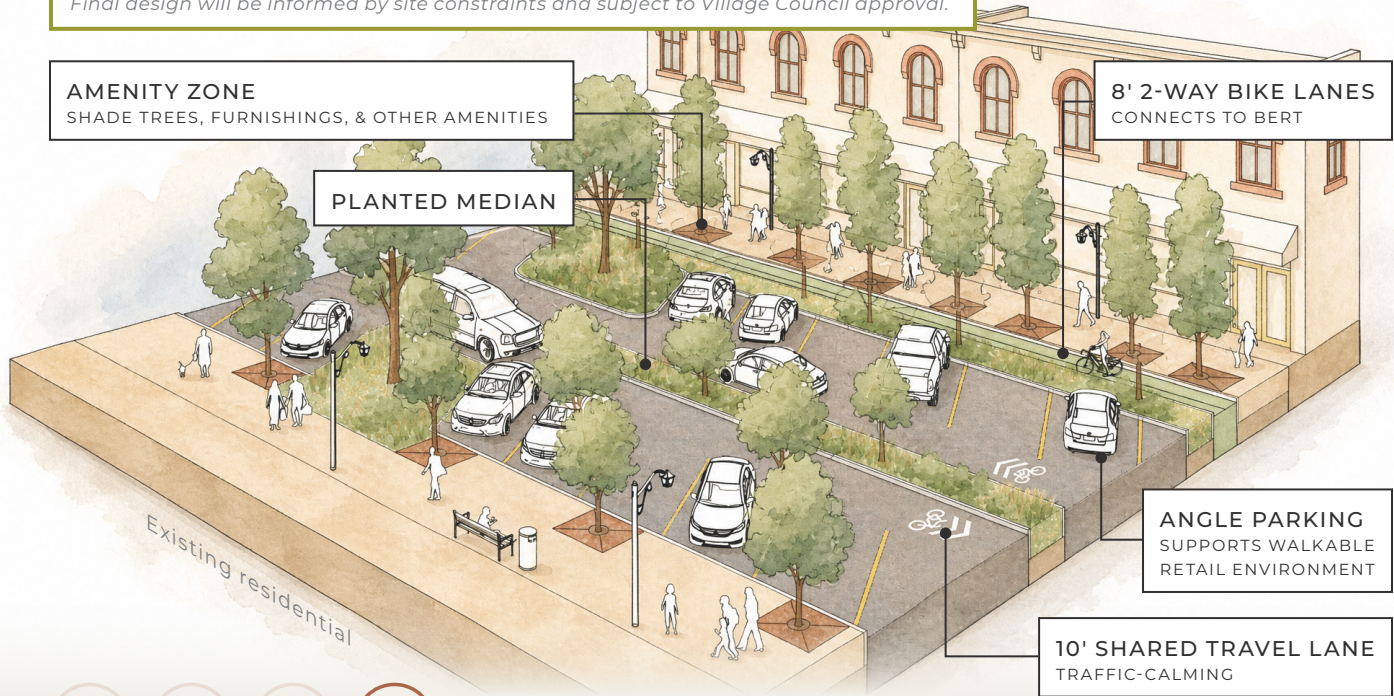 Final design will be informed by site constraints and subject to Village Council approval.
AMENITY ZONE
SHADE TREES, FURNISHINGS, & OTHER AMENITIES
8' 2-WAY BIKE LANES
CONNECTS TO BERT
PLANTED MEDIAN
ANGLE PARKING
SUPPORTS WALKABLE
RETAIL ENVIRONMENT
Existing residential
10' SHARED TRAVEL LANE
TRAFFIC-CALMING